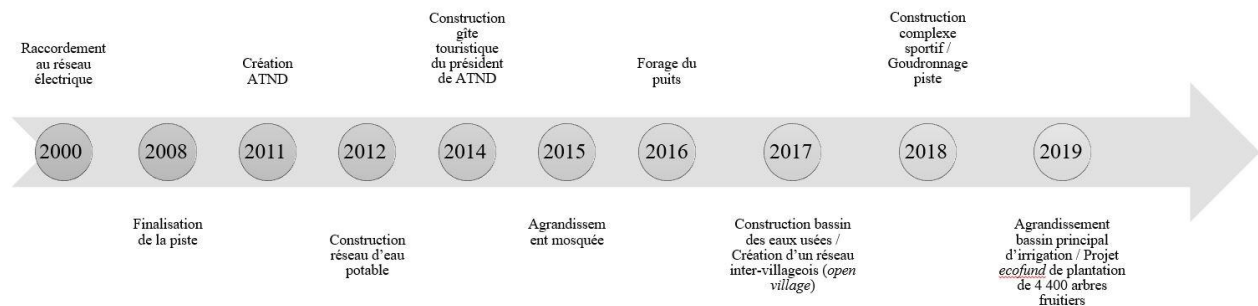 Raccordement
au réseau
électrique
2000
2008
Finalisation
de la piste
Création
ATND
2011
2012
Construction
réseau d'eau
potable
Construction
gîte
touristique
du président
de ATND
2014
2015
Agrandissem
ent mosquée
Forage du
puits
2016
2017
Construction bassin
des eaux usées /
Création d'un réseau
inter-villageois (open
village)
Construction
complexe
sportif /
Goudronnage
piste
2018
2019
Agrandissement
bassin principal
d'irrigation / Projet
ecofund de plantation
de 4 400 arbres
fruitiers